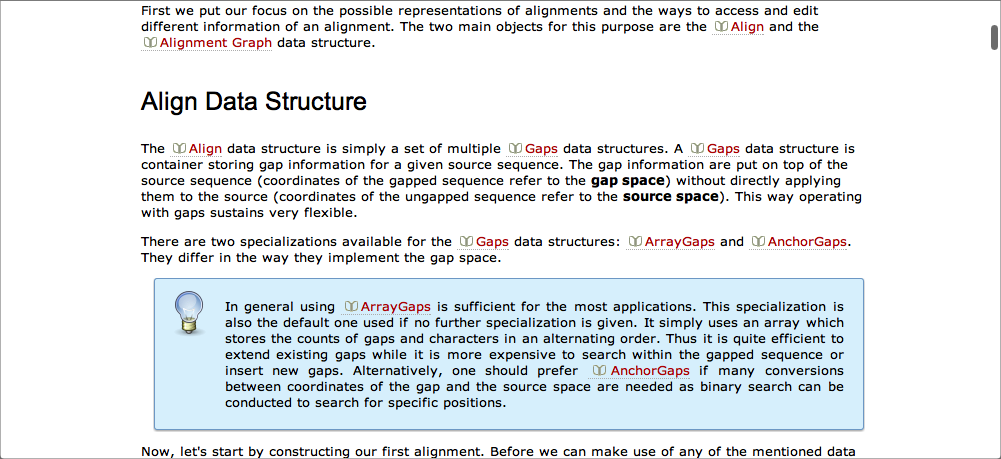 First we put our focus on the possible representations of alignments and the ways to access and edit
different information of an alignment. The two main objects for this purpose are the Align and the
Alignment Graph data structure.
Align Data Structure
The Align data structure is simply a set of multiple Gaps data structures. A Gaps data structure is
container storing gap information for a given source sequence. The gap information are put on top of the
source sequence (coordinates of the gapped sequence refer to the gap space) without directly applying
them to the source (coordinates of the ungapped sequence refer to the source space). This way operating
with gaps sustains very flexible.
There are two specializations available for the Gaps data structures: ArrayGaps and AnchorGaps.
They differ in the way they implement the gap space.
In general using ArrayGaps is sufficient for the most applications. This specialization is
also the default one used if no further specialization is given. It simply uses an array which
stores the counts of gaps and characters in an alternating order. Thus it is quite efficient to
extend existing gaps while it is more expensive to search within the gapped sequence or
insert new gaps. Alternatively, one should prefer AnchorGaps if many conversions
between coordinates of the gap and the source space are needed as binary search can be
conducted to search for specific positions.
Now, let's start by constructing our first alignment. Before we can make use of any of the mentioned data